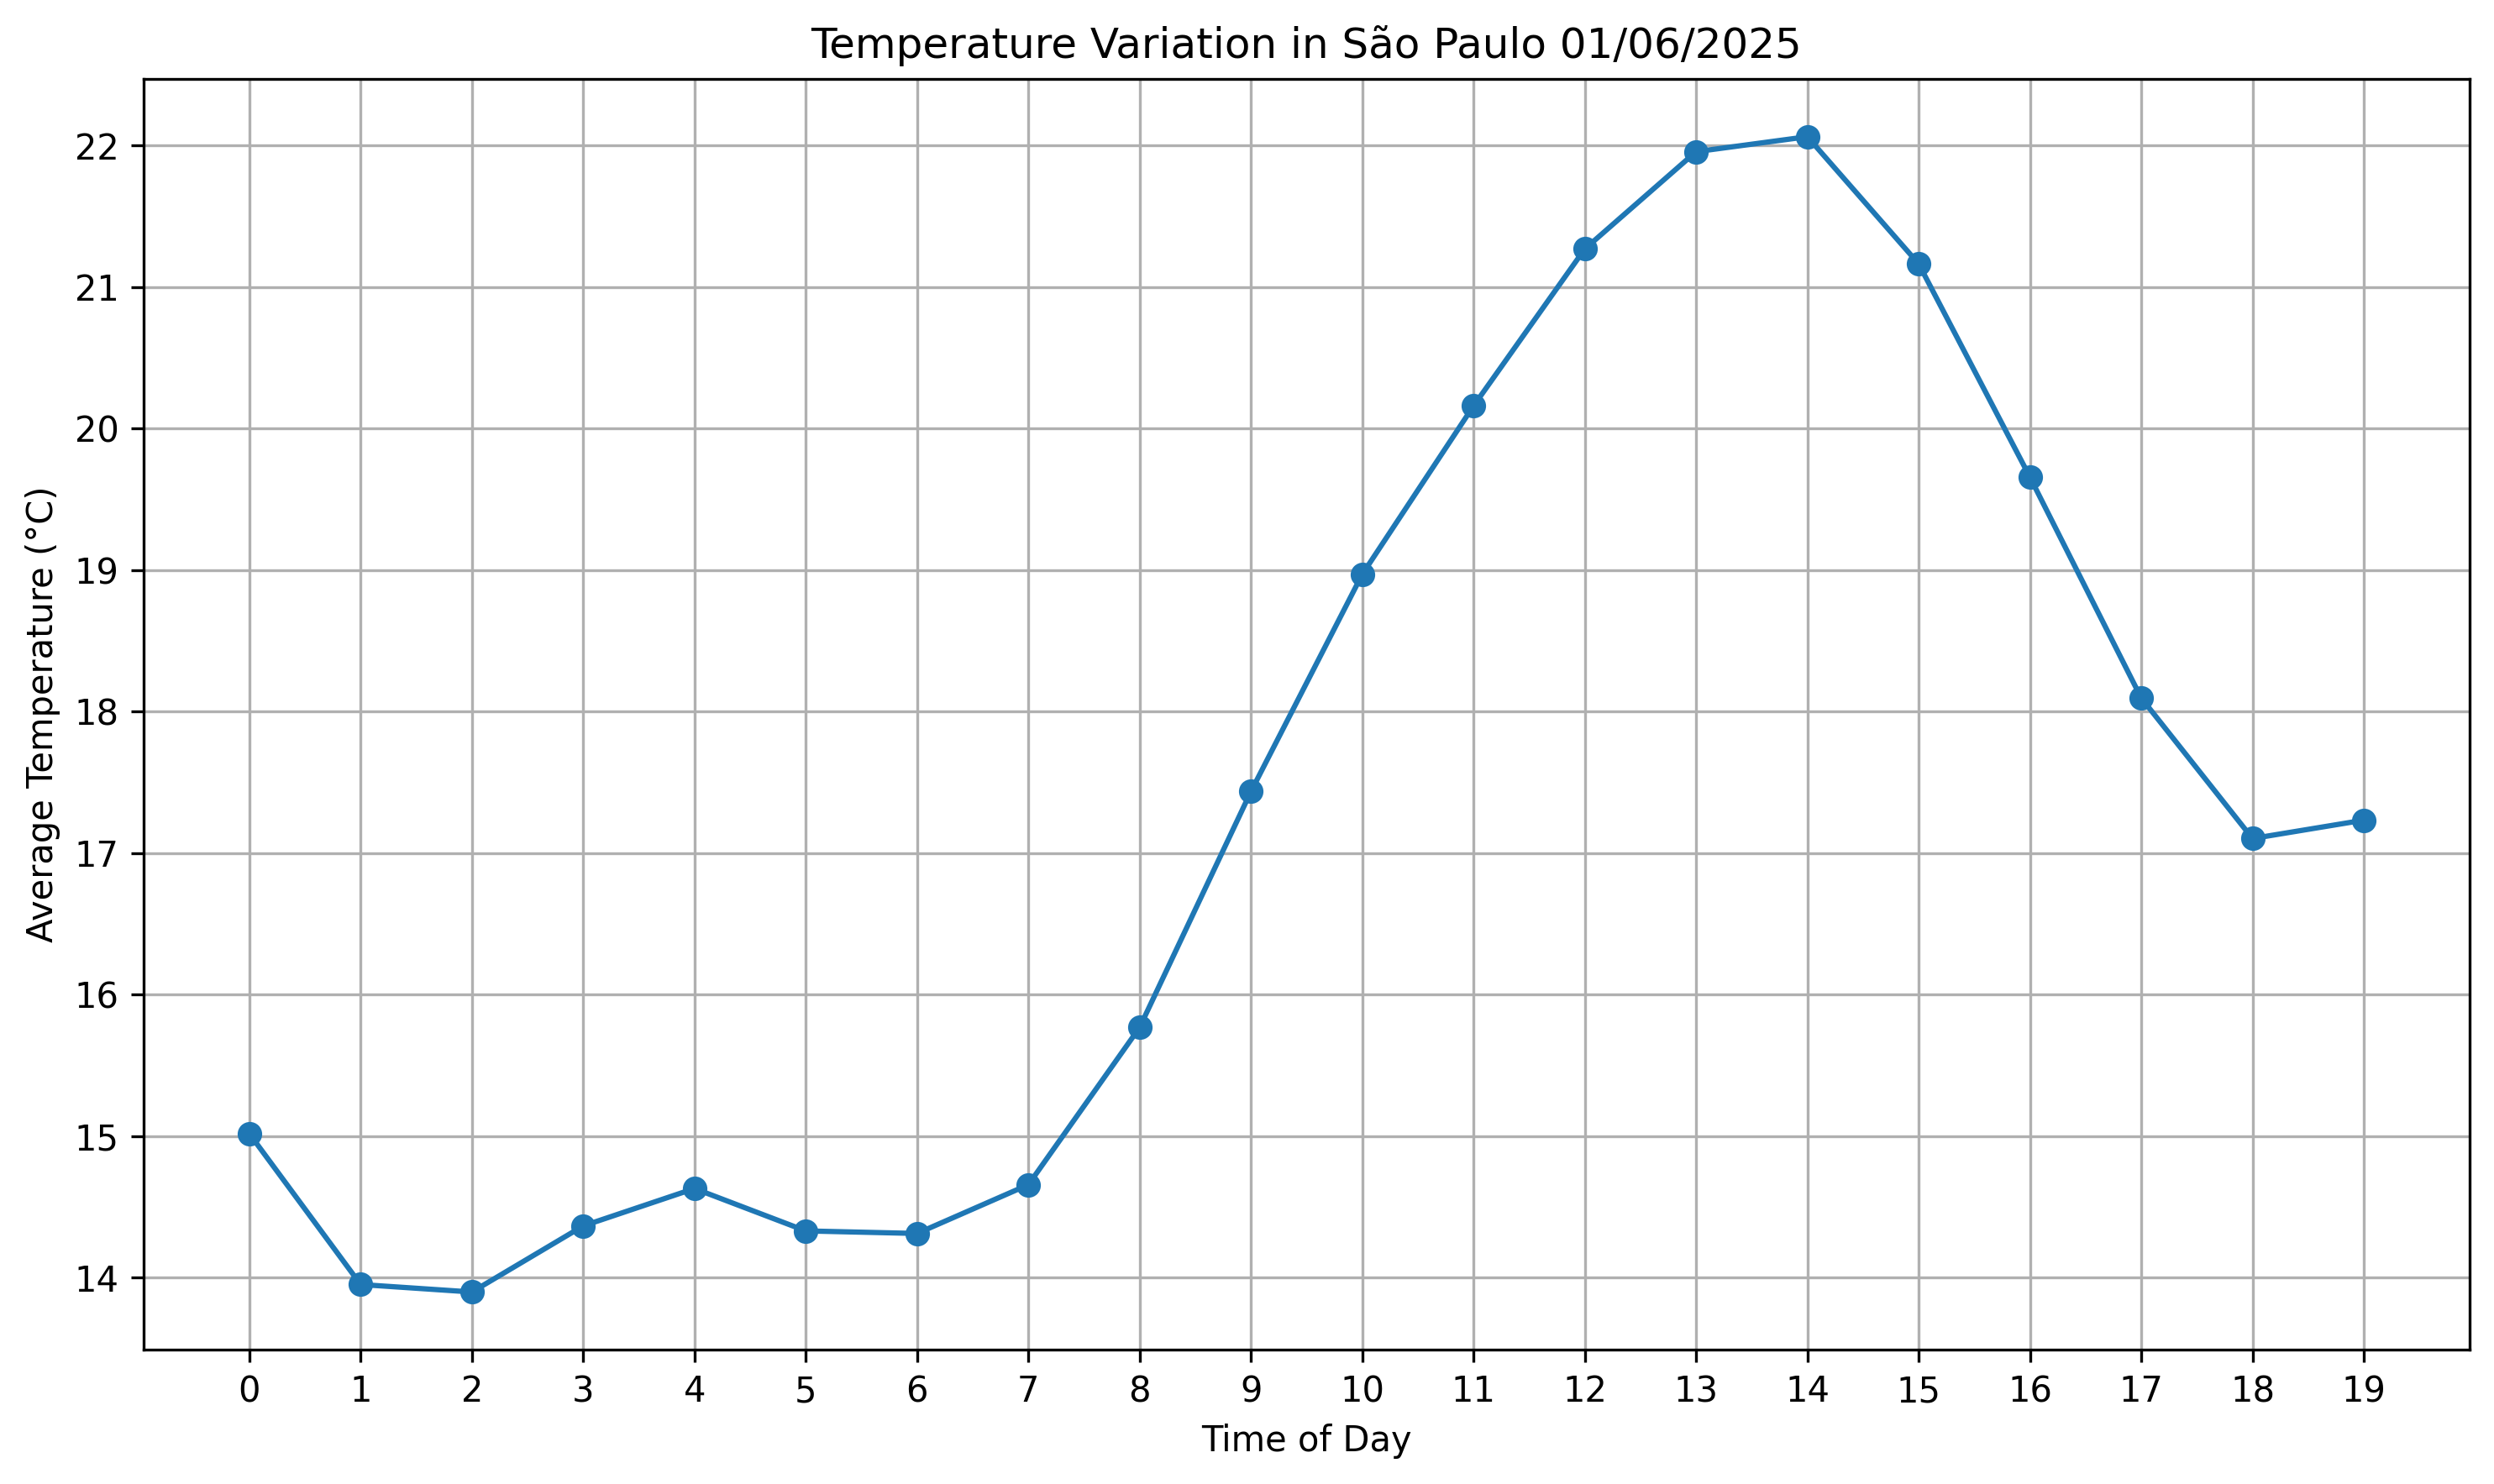 Temperature Variation in São Paulo 01/06/2025
Average Temperature (°C)
22
21
20
19
18
17
16
15
14
0 1 2 3 4 5 6 7 8 9 10 11 12 13 14 15 16 17 18 19
Time of Day